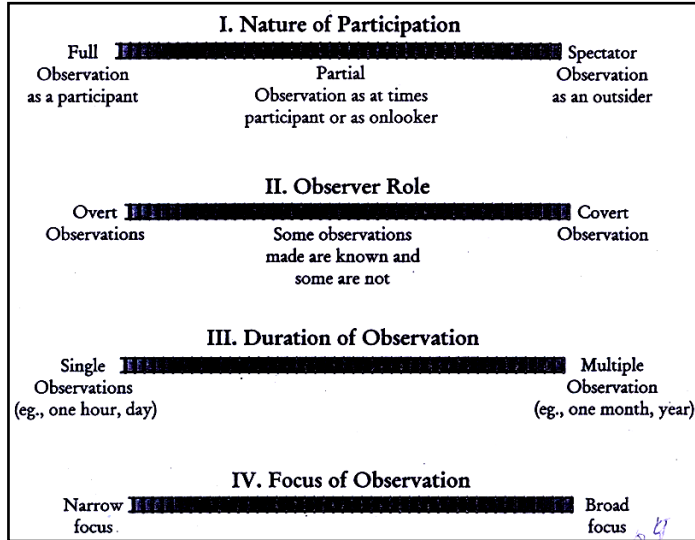 I. Nature of Participation
Full
Observation
as a participant
Partial
Observation as at times
participant or as onlooker
Spectator
Observation
as an outsider
II. Observer Role
Overt
Observations
Some observations
made are known and
some are not
Covert
Observation
III. Duration of Observation
Single
Observations
(eg., one hour, day)
Multiple
Observation
(eg., one month, year)
IV. Focus of Observation
Narrow
focus
Broad
focus